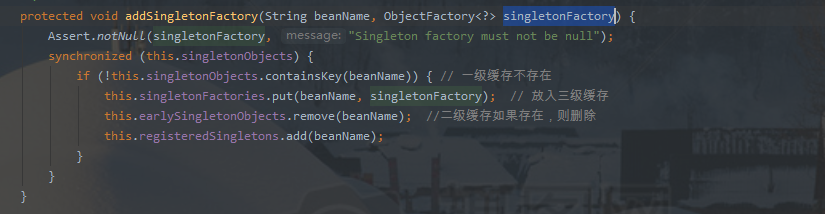 protected void addSingletonFactory(String beanName, ObjectFactory<?> singletonFactory) {
    Assert.notNull(singletonFactory, message: "Singleton factory must not be null");
    synchronized (this.singletonObjects) {
        if (!this.singletonObjects.containsKey(beanName)) { // 一级缓存不存在
            this.singletonFactories.put(beanName, singletonFactory);  // 放入三级缓存
            this.earlySingletonObjects.remove(beanName);  //二级缓存如果存在，则删除
            this.registeredSingletons.add(beanName);
        }
    }
}